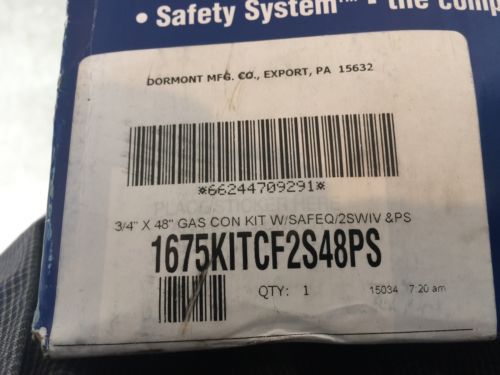 • Safety System™ - the comp
DORMONT MFG. CO., EXPORT, PA 15632
*66244709291*
3/4" X 48" GAS CON KIT W/SAFEQ/2SWIV &PS
1675KITCF2S48PS
QTY: 1 15034 7:20 am